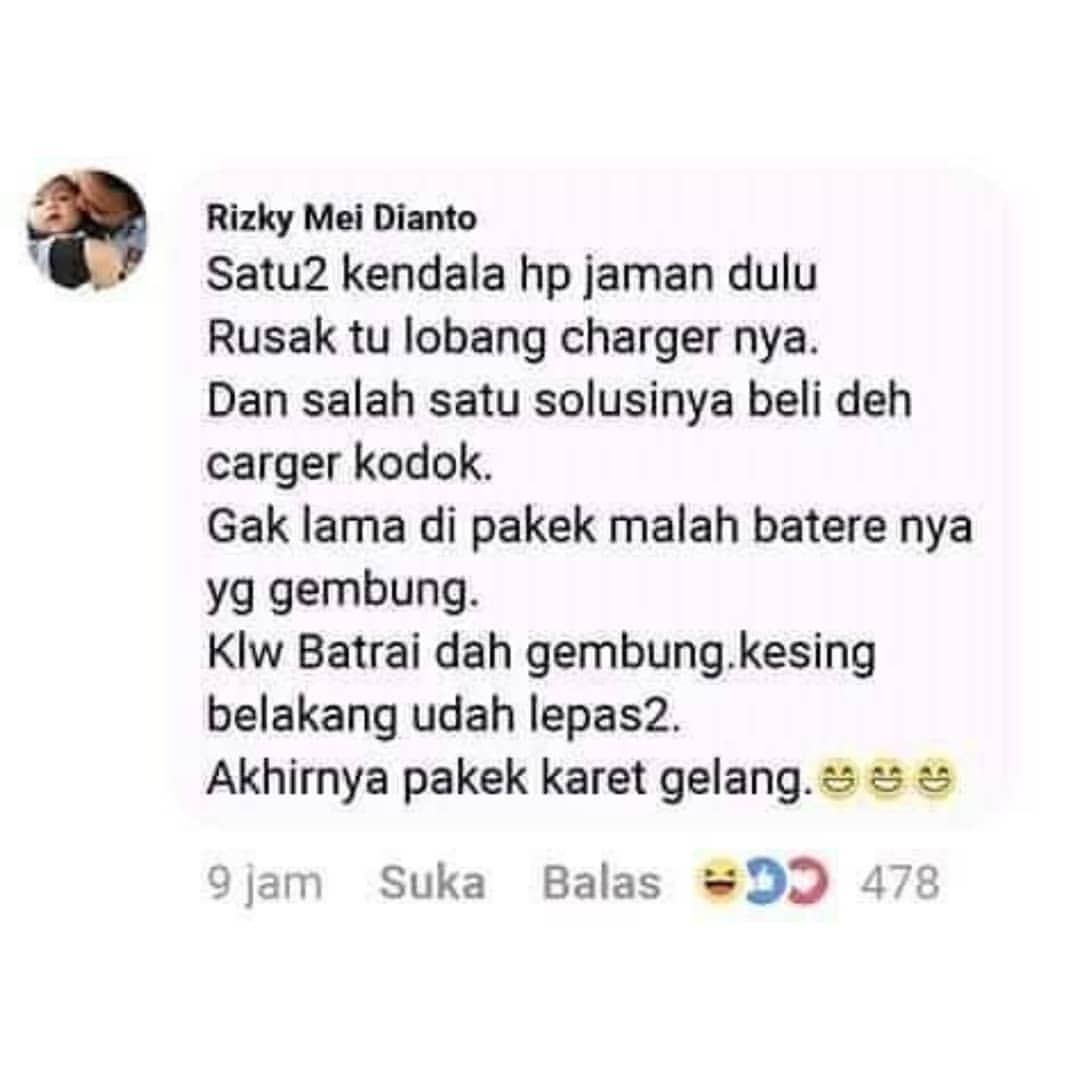 Rizky Mei Dianto
Satu2 kendala hp jaman dulu
Rusak tu lobang charger nya.
Dan salah satu solusinya beli deh
carger kodok.
Gak lama di pakek malah batere nya
yg gembung.
Klw Batrai dah gembung.kesing
belakang udah lepas2.
Akhirnya pakek karet gelang.😄😄😄
9 jam Suka Balas 478